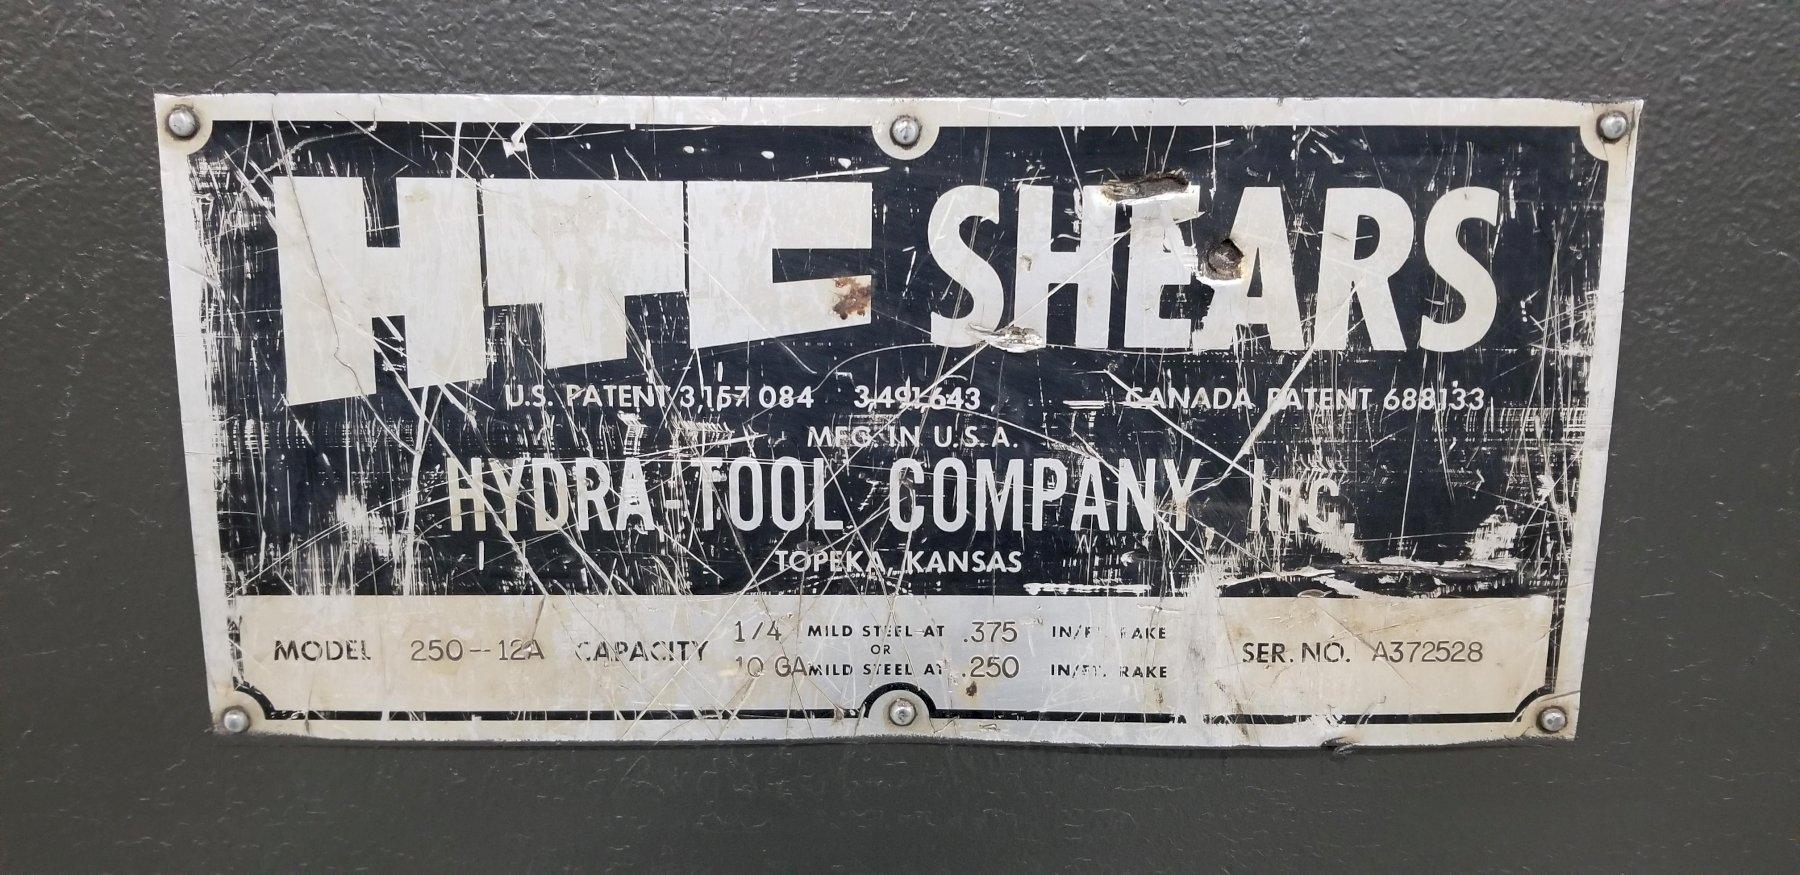 HTC SHEARS
U.S. PATENT 3 157 084 3,491,643 CANADA PATENT 688133
MFG IN U.S.A.
HYDRA-TOOL COMPANY INC.
TOPEKA, KANSAS
MODEL 250--12A CAPACITY 1/4 MILD STEEL AT .375 IN/FT. RAKE
OR
10 GA MILD STEEL AT .250 IN/FT. RAKE
SER. NO. A372528